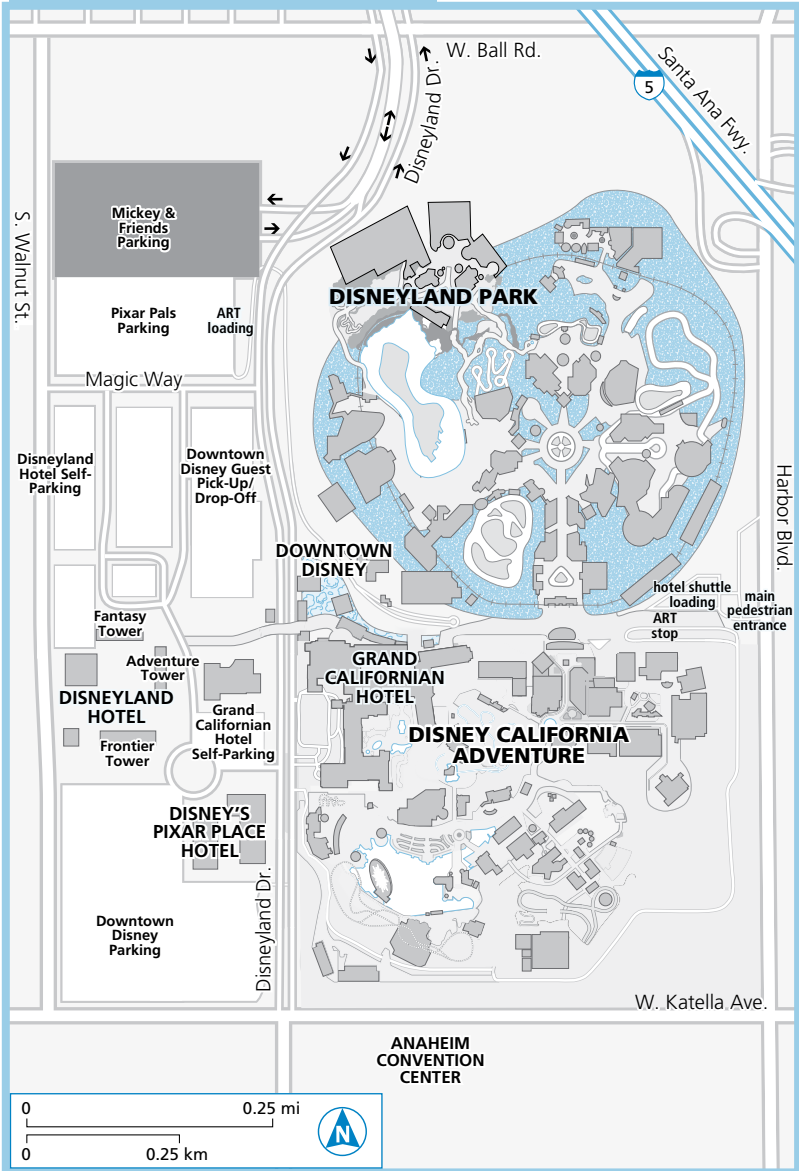 W. Ball Rd.
Santa Ana Fwy.
5
Disneyland Dr.
S. Walnut St.
Mickey &
Friends
Parking
DISNEYLAND PARK
Pixar Pals
Parking
ART
loading
Magic Way
Disneyland
Hotel Self-
Parking
Downtown
Disney Guest
Pick-Up/
Drop-Off
Harbor Blvd.
DOWNTOWN
DISNEY
hotel shuttle
loading
main
pedestrian
entrance
ART
stop
Fantasy
Tower
Adventure
Tower
GRAND
CALIFORNIAN
HOTEL
DISNEYLAND
HOTEL
Grand
Californian
Hotel
Self-Parking
Frontier
Tower
DISNEY CALIFORNIA
ADVENTURE
DISNEY'S
PIXAR PLACE
HOTEL
Disneyland Dr.
Downtown
Disney
Parking
W. Katella Ave.
ANAHEIM
CONVENTION
CENTER
0
0.25 mi
0
0.25 km
N